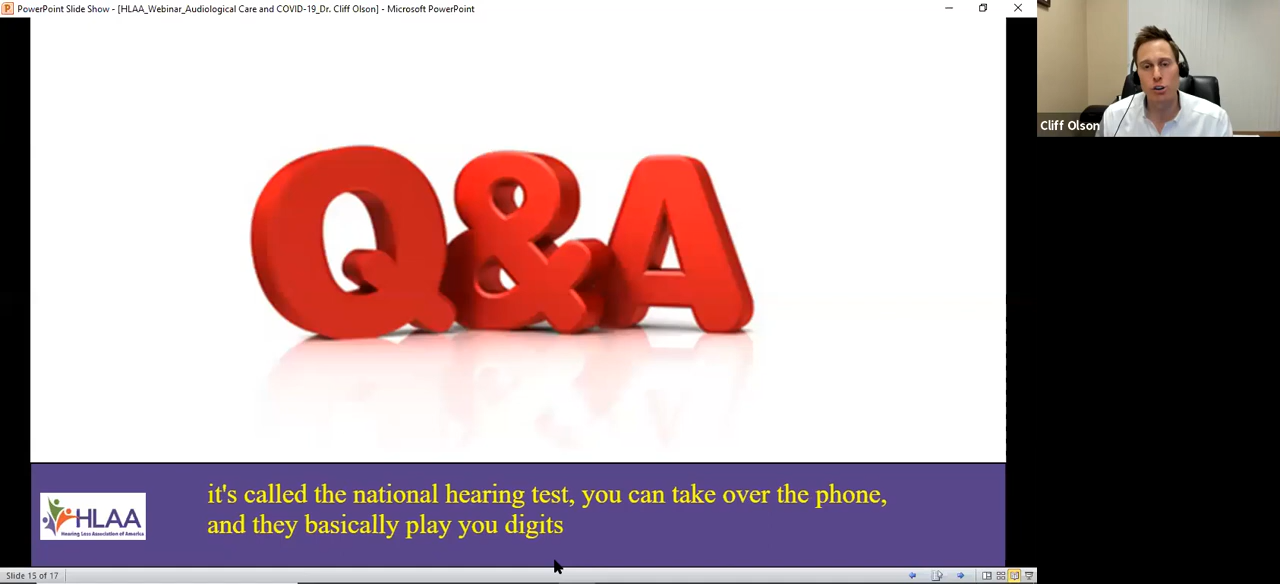 PowerPoint Slide Show - [HLAA_Webinar_Audiological Care and COVID-19_Dr. Cliff Olson] - Microsoft PowerPoint
Cliff Olson
Q&A
it's called the national hearing test, you can take over the phone,
and they basically play you digits
HLAA
Hearing Loss Association of America
Slide 15 of 17